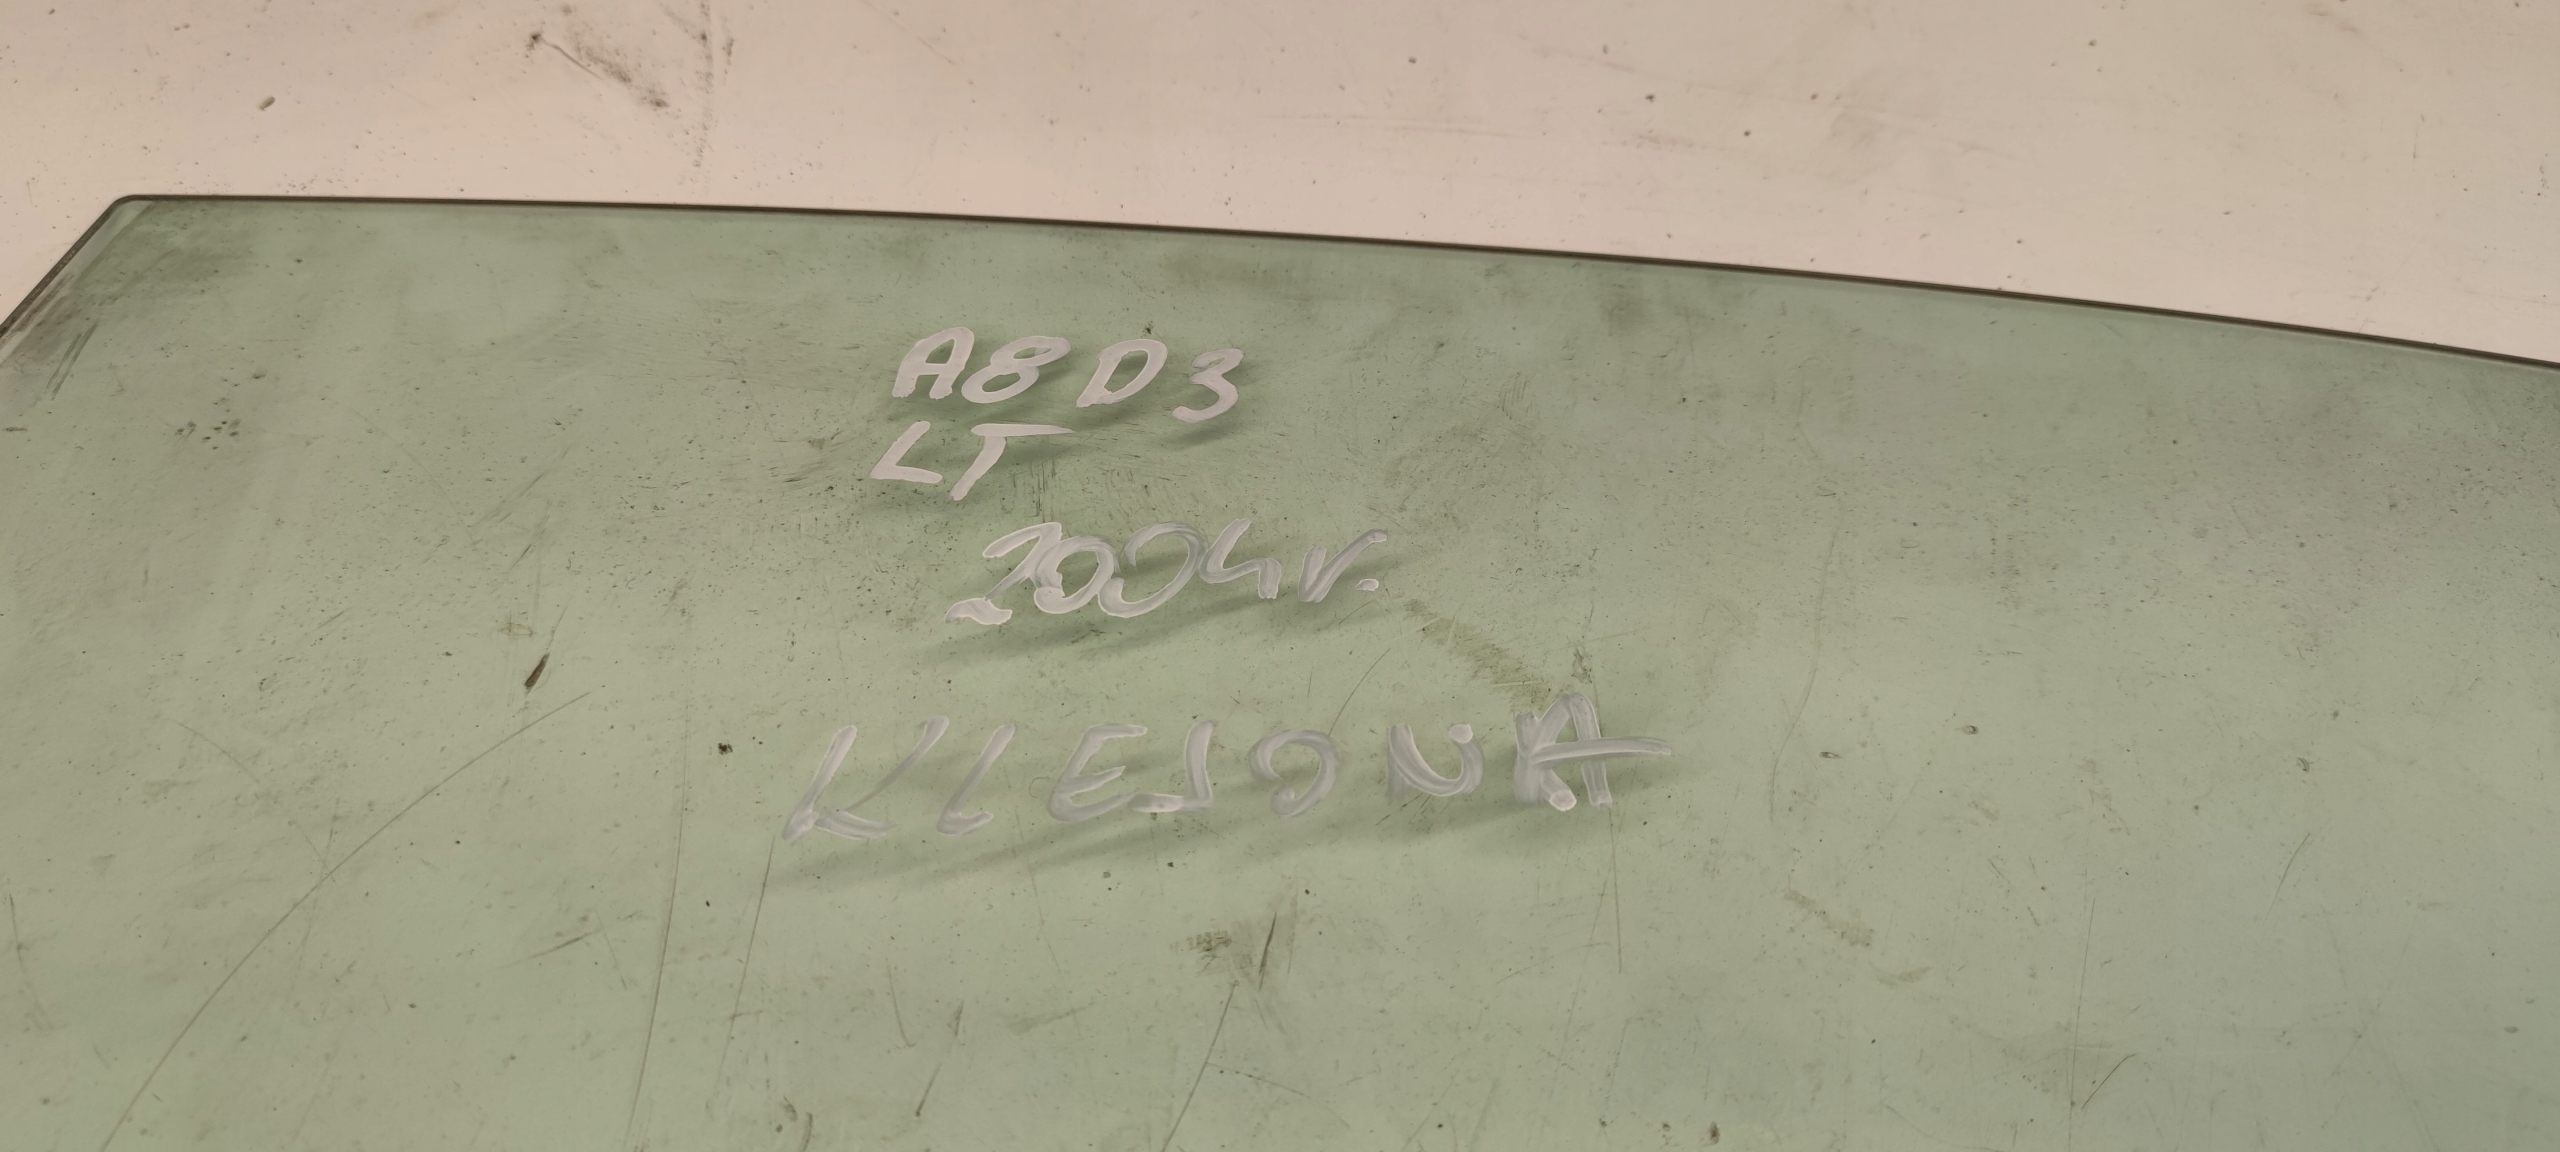 A8 D3
LT
2004r.
KLEJONA